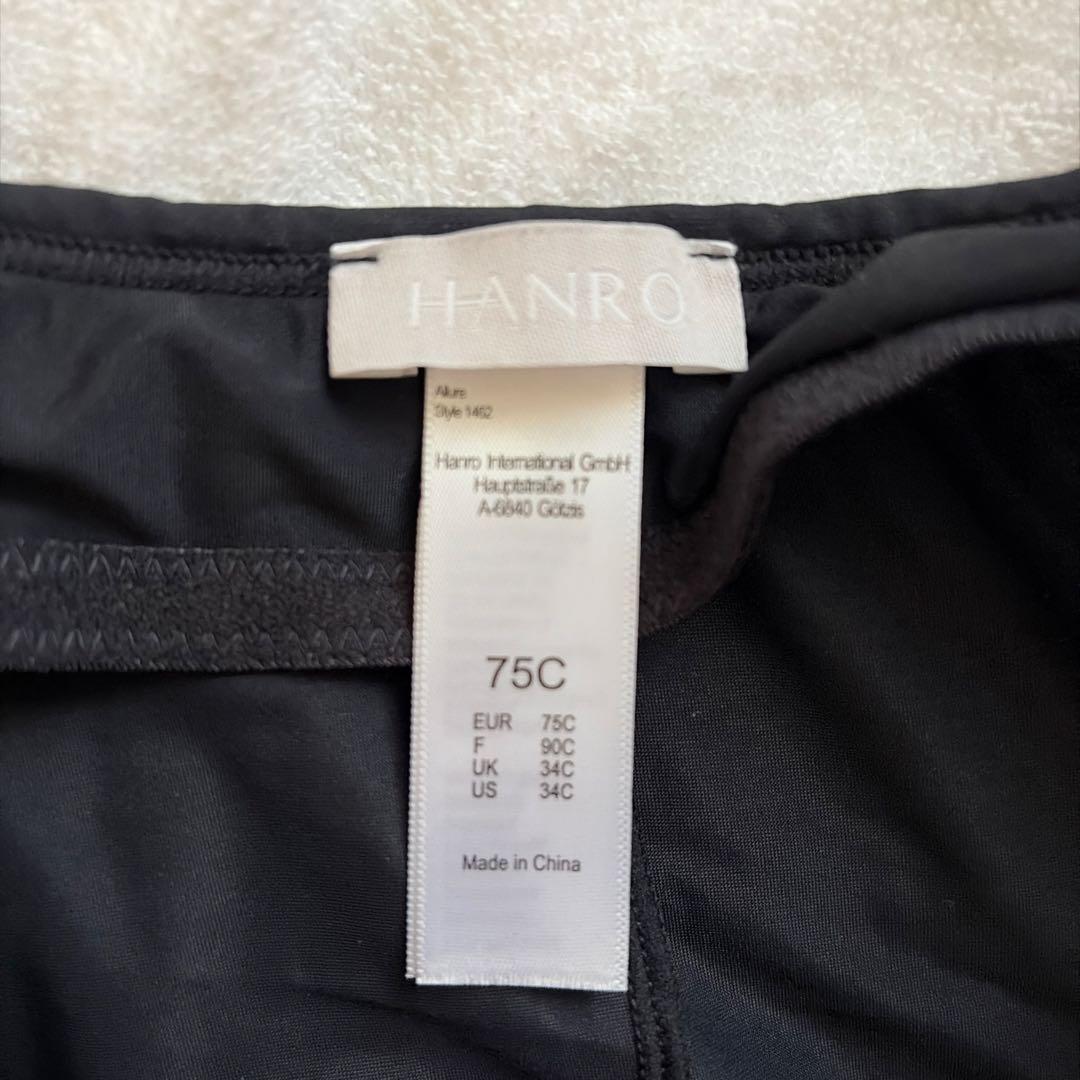 HANRO
Allure
Style 1462
Hanro International GmbH
Hauptstraße 17
A-6840 Götzis
75C
EUR 75C
F 90C
UK 34C
US 34C
Made in China